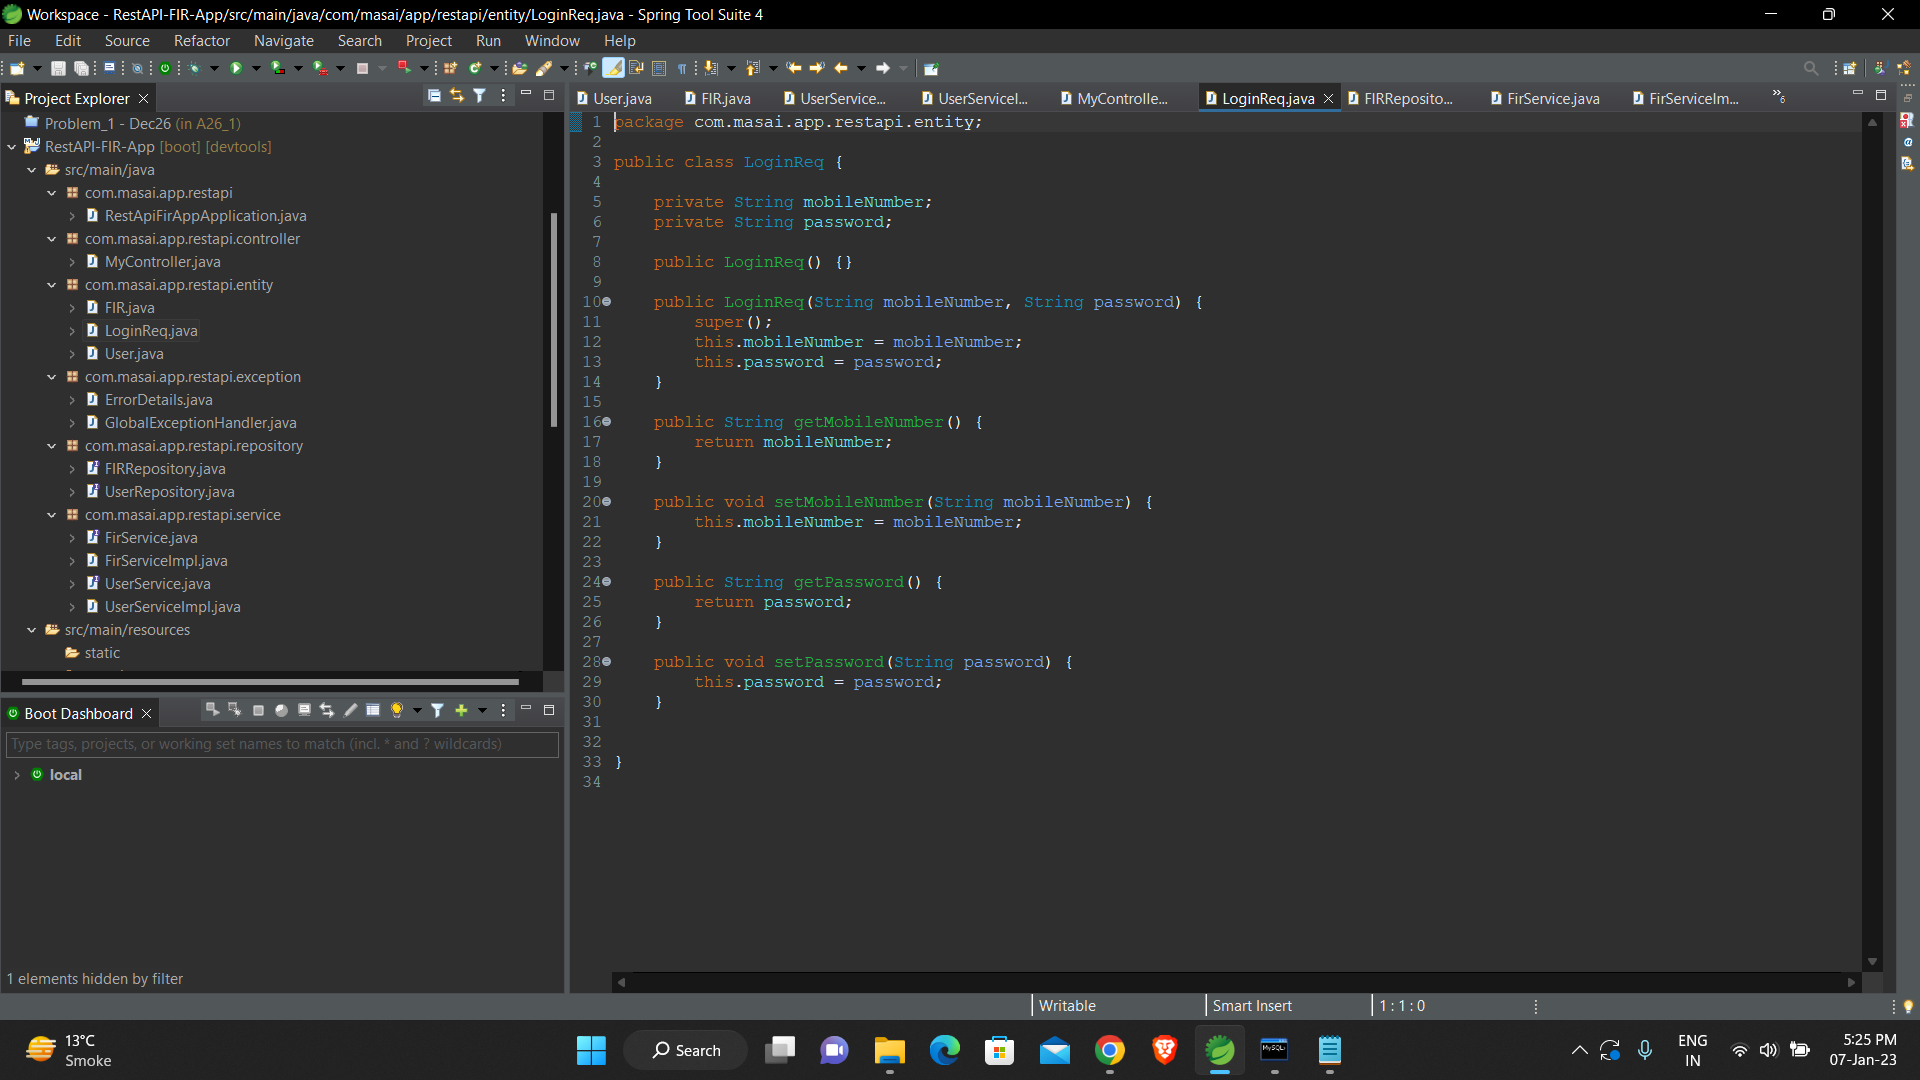 Workspace - RestAPI-FIR-App/src/main/java/com/masai/app/restapi/entity/LoginReq.java - Spring Tool Suite 4
File Edit Source Refactor Navigate Search Project Run Window Help
Project Explorer
Problem_1 - Dec26 (in A26_1)
RestAPI-FIR-App [boot] [devtools]
src/main/java
com.masai.app.restapi
RestApiFirAppApplication.java
com.masai.app.restapi.controller
MyController.java
com.masai.app.restapi.entity
FIR.java
LoginReq.java
User.java
com.masai.app.restapi.exception
ErrorDetails.java
GlobalExceptionHandler.java
com.masai.app.restapi.repository
FIRRepository.java
UserRepository.java
com.masai.app.restapi.service
FirService.java
FirServiceImpl.java
UserService.java
UserServiceImpl.java
src/main/resources
static
Boot Dashboard
Type tags, projects, or working set names to match (incl. * and ? wildcards)
local
1 elements hidden by filter
User.java FIR.java UserService... UserServiceI... MyControlle... LoginReq.java FIRReposito... FirService.java FirServiceIm... »6
1 package com.masai.app.restapi.entity;
2
3 public class LoginReq {
4
5 private String mobileNumber;
6 private String password;
7
8 public LoginReq() {}
9
10 public LoginReq(String mobileNumber, String password) {
11 super();
12 this.mobileNumber = mobileNumber;
13 this.password = password;
14 }
15
16 public String getMobileNumber() {
17 return mobileNumber;
18 }
19
20 public void setMobileNumber(String mobileNumber) {
21 this.mobileNumber = mobileNumber;
22 }
23
24 public String getPassword() {
25 return password;
26 }
27
28 public void setPassword(String password) {
29 this.password = password;
30 }
31
32
33 }
34
Writable Smart Insert 1 : 1 : 0
13°C
Smoke
Search
MySQL
ENG
IN
5:25 PM
07-Jan-23